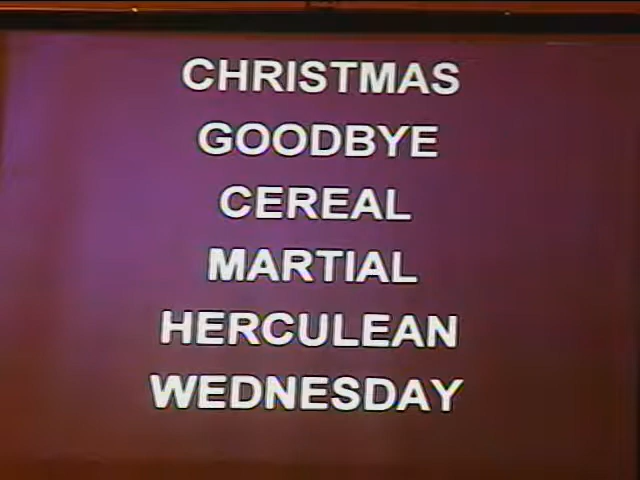 CHRISTMAS
GOODBYE
CEREAL
MARTIAL
HERCULEAN
WEDNESDAY